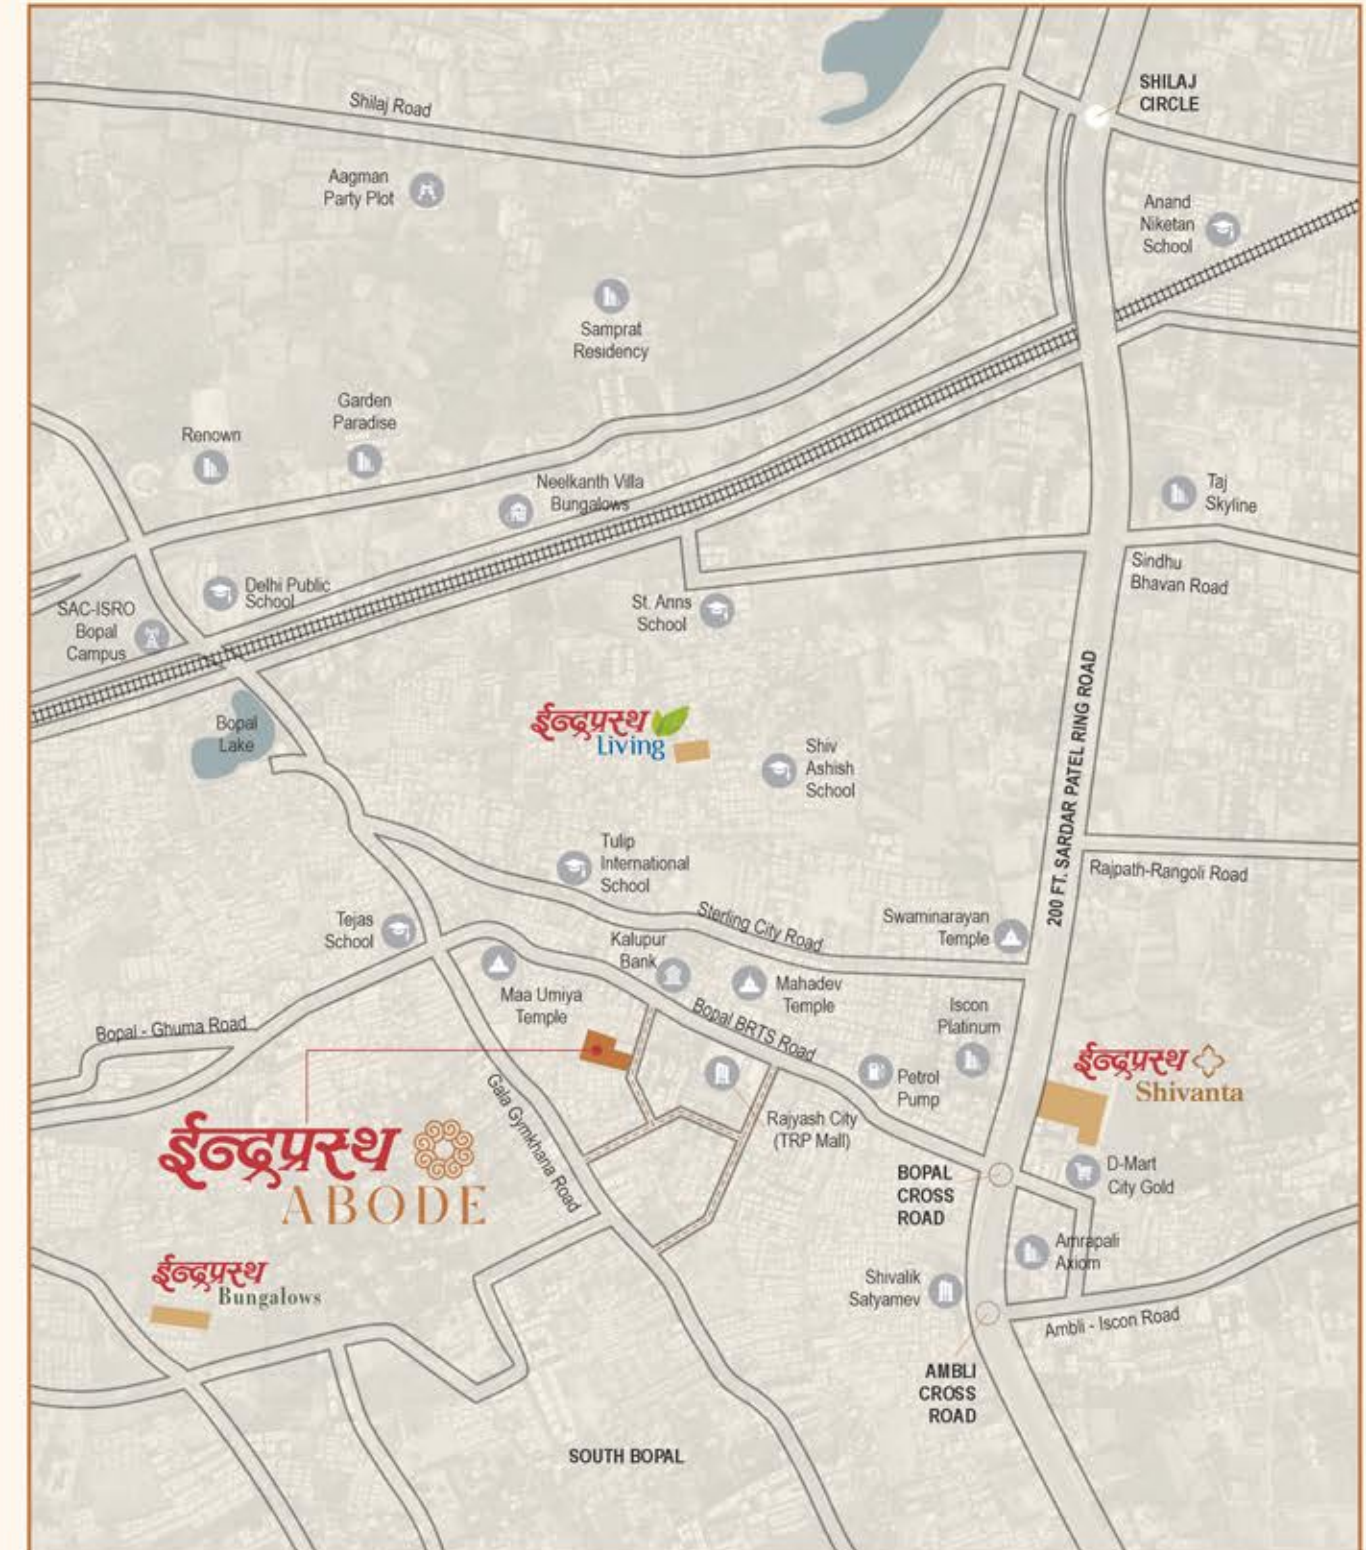 SHILAJ
CIRCLE
Shilaj Road
Aagman
Party Plot
Anand
Niketan
School
Samprat
Residency
Garden
Paradise
Renown
Neelkanth Villa
Bungalows
Taj
Skyline
Sindhu
Bhavan Road
Delhi Public
School
SAC-ISRO
Bopal
Campus
St. Anns
School
200 FT. SARDAR PATEL RING ROAD
Bopal
Lake
ईन्द्रप्रस्थ
Living
Shiv
Ashish
School
Tulip
International
School
Rajpath-Rangoli Road
Sterling City Road
Swaminarayan
Temple
Tejas
School
Kalupur
Bank
Mahadev
Temple
Maa Umiya
Temple
Iscon
Platinum
Bopal - Ghuma Road
Bopal BRTS Road
ईन्द्रप्रस्थ
Shivanta
Petrol
Pump
Gala Gymkhana Road
Rajyash City
(TRP Mall)
ईन्द्रप्रस्थ
ABODE
BOPAL
CROSS
ROAD
D-Mart
City Gold
Amrapali
Axiom
ईन्द्रप्रस्थ
Bungalows
Shivalik
Satyamev
Ambli - Iscon Road
AMBLI
CROSS
ROAD
SOUTH BOPAL